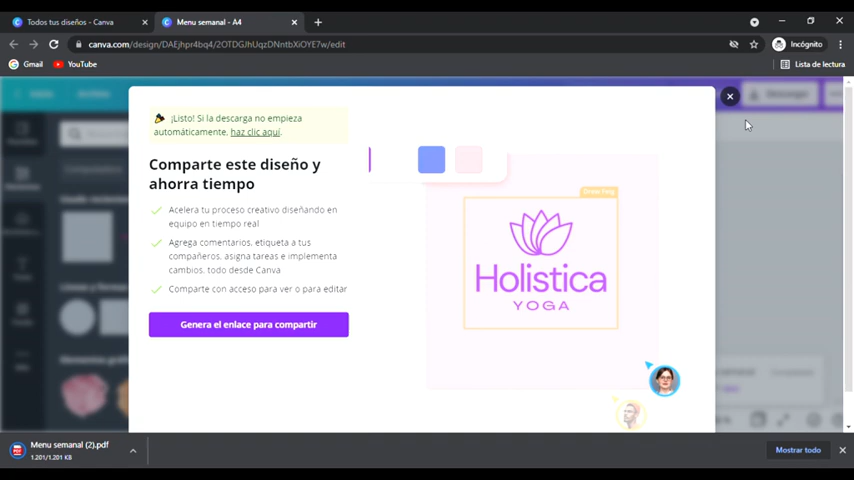 Todos tus diseños - Canva
Menu semanal - A4
canva.com/design/DAEjhpr4bq4/2OTDGJhUqzDNntbXiOYE7w/edit
Incógnito
Gmail
YouTube
Lista de lectura
¡Listo! Si la descarga no empieza
automáticamente, haz clic aquí.
Comparte este diseño y
ahorra tiempo
Acelera tu proceso creativo diseñando en
equipo en tiempo real
Agrega comentarios, etiqueta a tus
compañeros, asigna tareas e implementa
cambios, todo desde Canva
Comparte con acceso para ver o para editar
Genera el enlace para compartir
Holistica
YOGA
Descargar
Menu semanal (2).pdf
1.201/1.201 KB
Mostrar todo